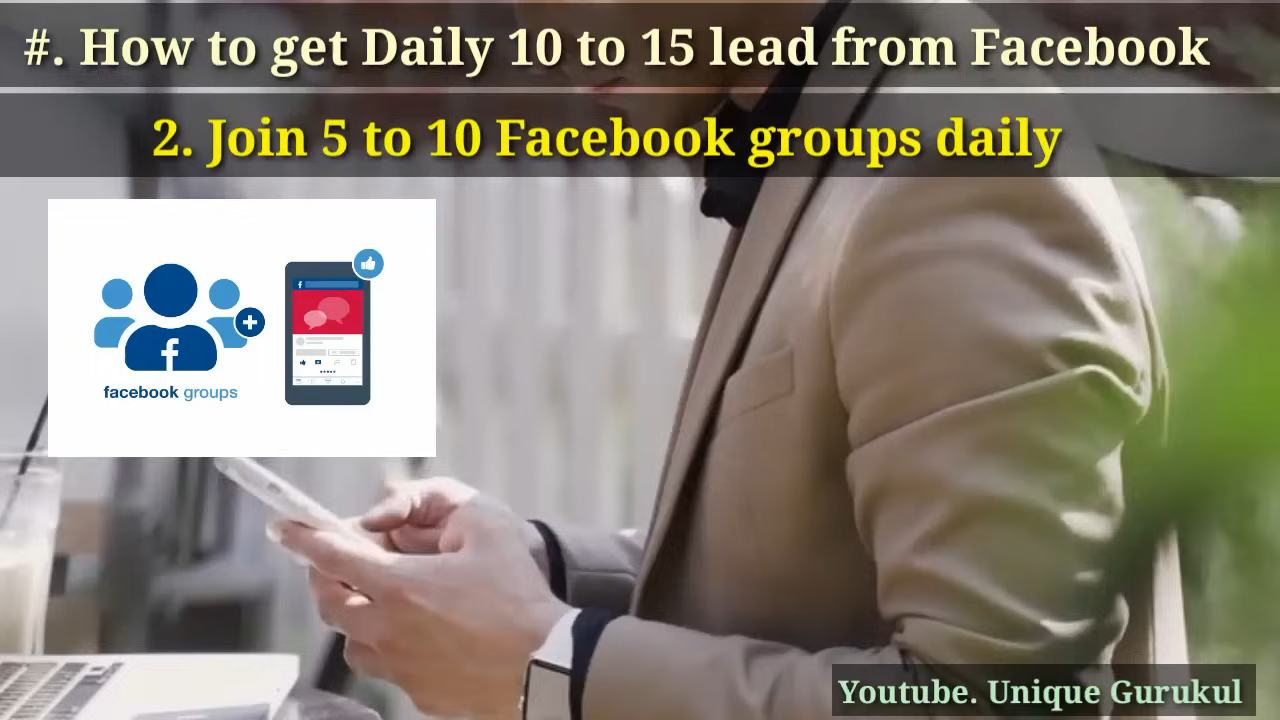 #. How to get Daily 10 to 15 lead from Facebook
2. Join 5 to 10 Facebook groups daily
facebook groups
Youtube. Unique Gurukul